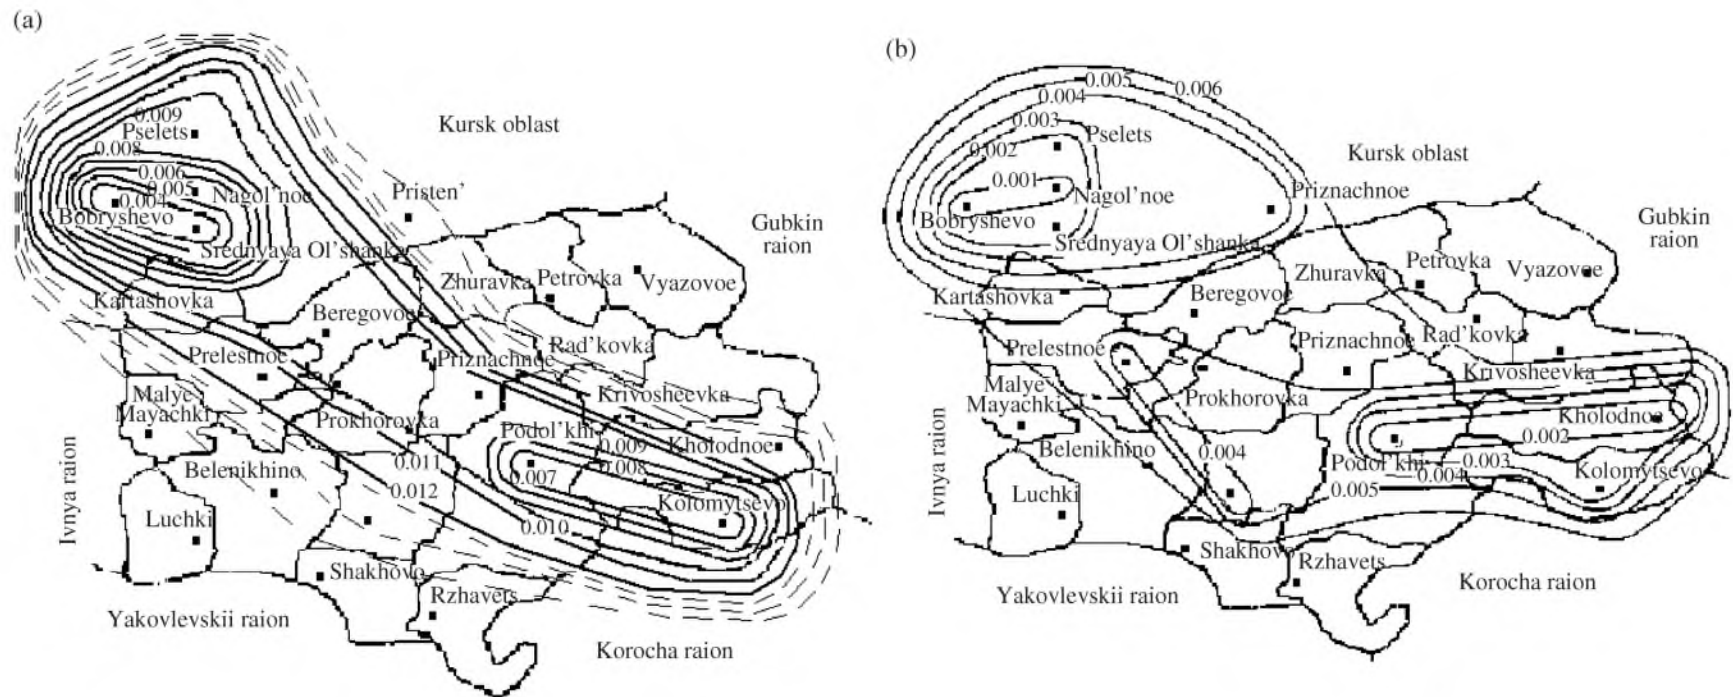 (a)
Kursk oblast
0.009
Pselets
0.008
0.006
0.005
0.004
Nagol’noe
Bobryshevo
Pristen’
Gubkin
raion
Srednyaya Ol’shanka
Zhuravka
Petrovka
Vyazovoe
Kartashovka
Beregovoe
Prelestnoe
Priznachnoe
Rad’kovka
Malye
Mayachki
Krivosheevka
Prokhorovka
Podol’khi
0.009
Kholodnoe
0.011
0.008
Belenikhino
0.007
0.012
Kolomytsevo
Ivnya raion
Luchki
0.010
Shakhovo
Rzhavets
Yakovlevskii raion
Korocha raion
(b)
0.005
0.006
0.004
0.003
Pselets
0.002
Kursk oblast
0.001
Nagol’noe
Priznachnoe
Bobryshevo
Gubkin
raion
Srednyaya Ol’shanka
Zhuravka
Petrovka
Vyazovoe
Kartashovka
Beregovoe
Prelestnoe
Priznachnoe
Rad’kovka
Malye
Mayachki
Krivosheevka
Prokhorovka
Kholodnoe
0.002
Belenikhino
0.004
Podol’khi
0.003
0.004
Kolomytsevo
0.005
Ivnya raion
Luchki
Shakhovo
Rzhavets
Yakovlevskii raion
Korocha raion